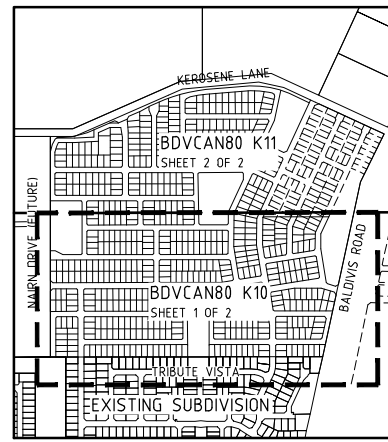 KEROSENE LANE
BDVCAN80 K11
SHEET 2 OF 2
NAIRN DRIVE (FUTURE)
BALDIVIS ROAD
BDVCAN80 K10
SHEET 1 OF 2
TRIBUTE VISTA
EXISTING SUBDIVISION